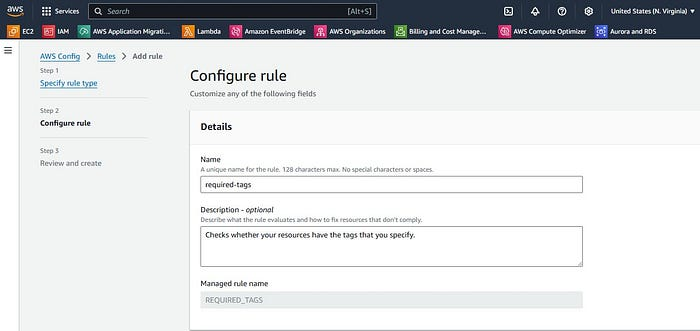 aws
Services
Search
[Alt+S]
United States (N. Virginia)
EC2
IAM
AWS Application Migrati...
Lambda
Amazon EventBridge
AWS Organizations
Billing and Cost Manage...
AWS Compute Optimizer
Aurora and RDS
AWS Config > Rules > Add rule
Step 1
Specify rule type
Step 2
Configure rule
Step 3
Review and create
Configure rule
Customize any of the following fields
Details
Name
A unique name for the rule. 128 characters max. No special characters or spaces.
required-tags
Description - optional
Describe what the rule evaluates and how to fix resources that don't comply.
Checks whether your resources have the tags that you specify.
Managed rule name
REQUIRED_TAGS